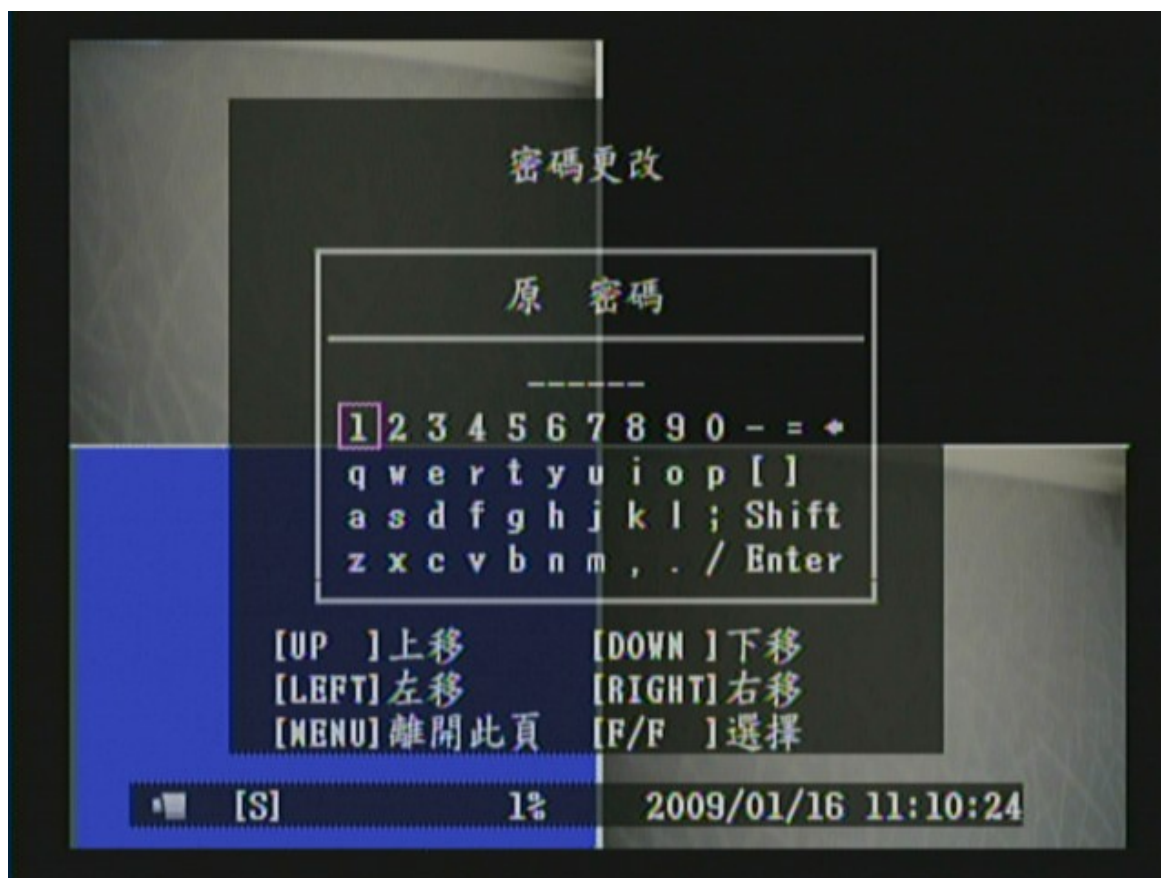 密碼更改
原 密碼
------
1 2 3 4 5 6 7 8 9 0 - = ←
q w e r t y u i o p [ ]
a s d f g h j k l ; Shift
z x c v b n m , . / Enter
[UP ]上移 [DOWN ]下移
[LEFT]左移 [RIGHT]右移
[MENU]離開此頁 [F/F ]選擇
[S] 1% 2009/01/16 11:10:24